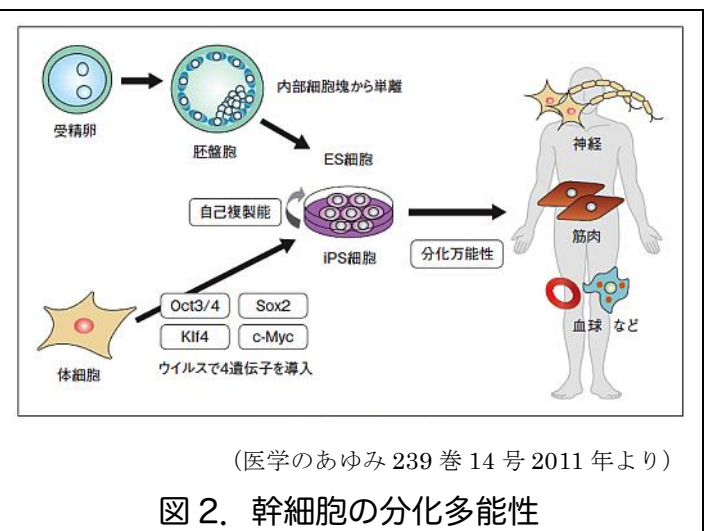 受精卵
胚盤胞
内部細胞塊から単離
ES細胞
自己複製能
iPS細胞
分化万能性
体細胞
Oct3/4
Sox2
Klf4
c-Myc
ウイルスで4遺伝子を導入
神経
筋肉
血球 など
(医学のあゆみ 239 巻 14 号 2011 年より)
図 2. 幹細胞の分化多能性